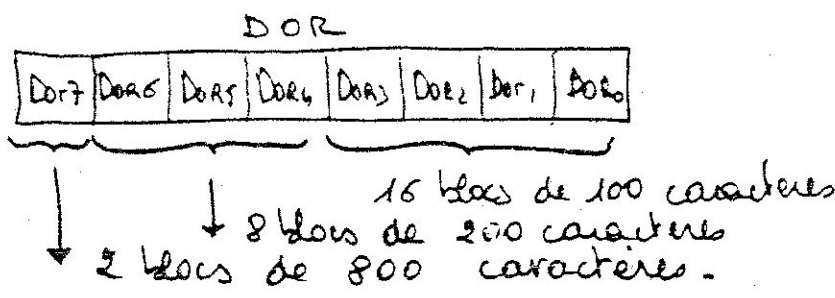 DOR
Dor7 DOR6 DOR5 DOR4 DOR3 DOR2 Dor1 DOR0
16 blocs de 100 caractères
8 blocs de 200 caractères
2 blocs de 800 caractères.